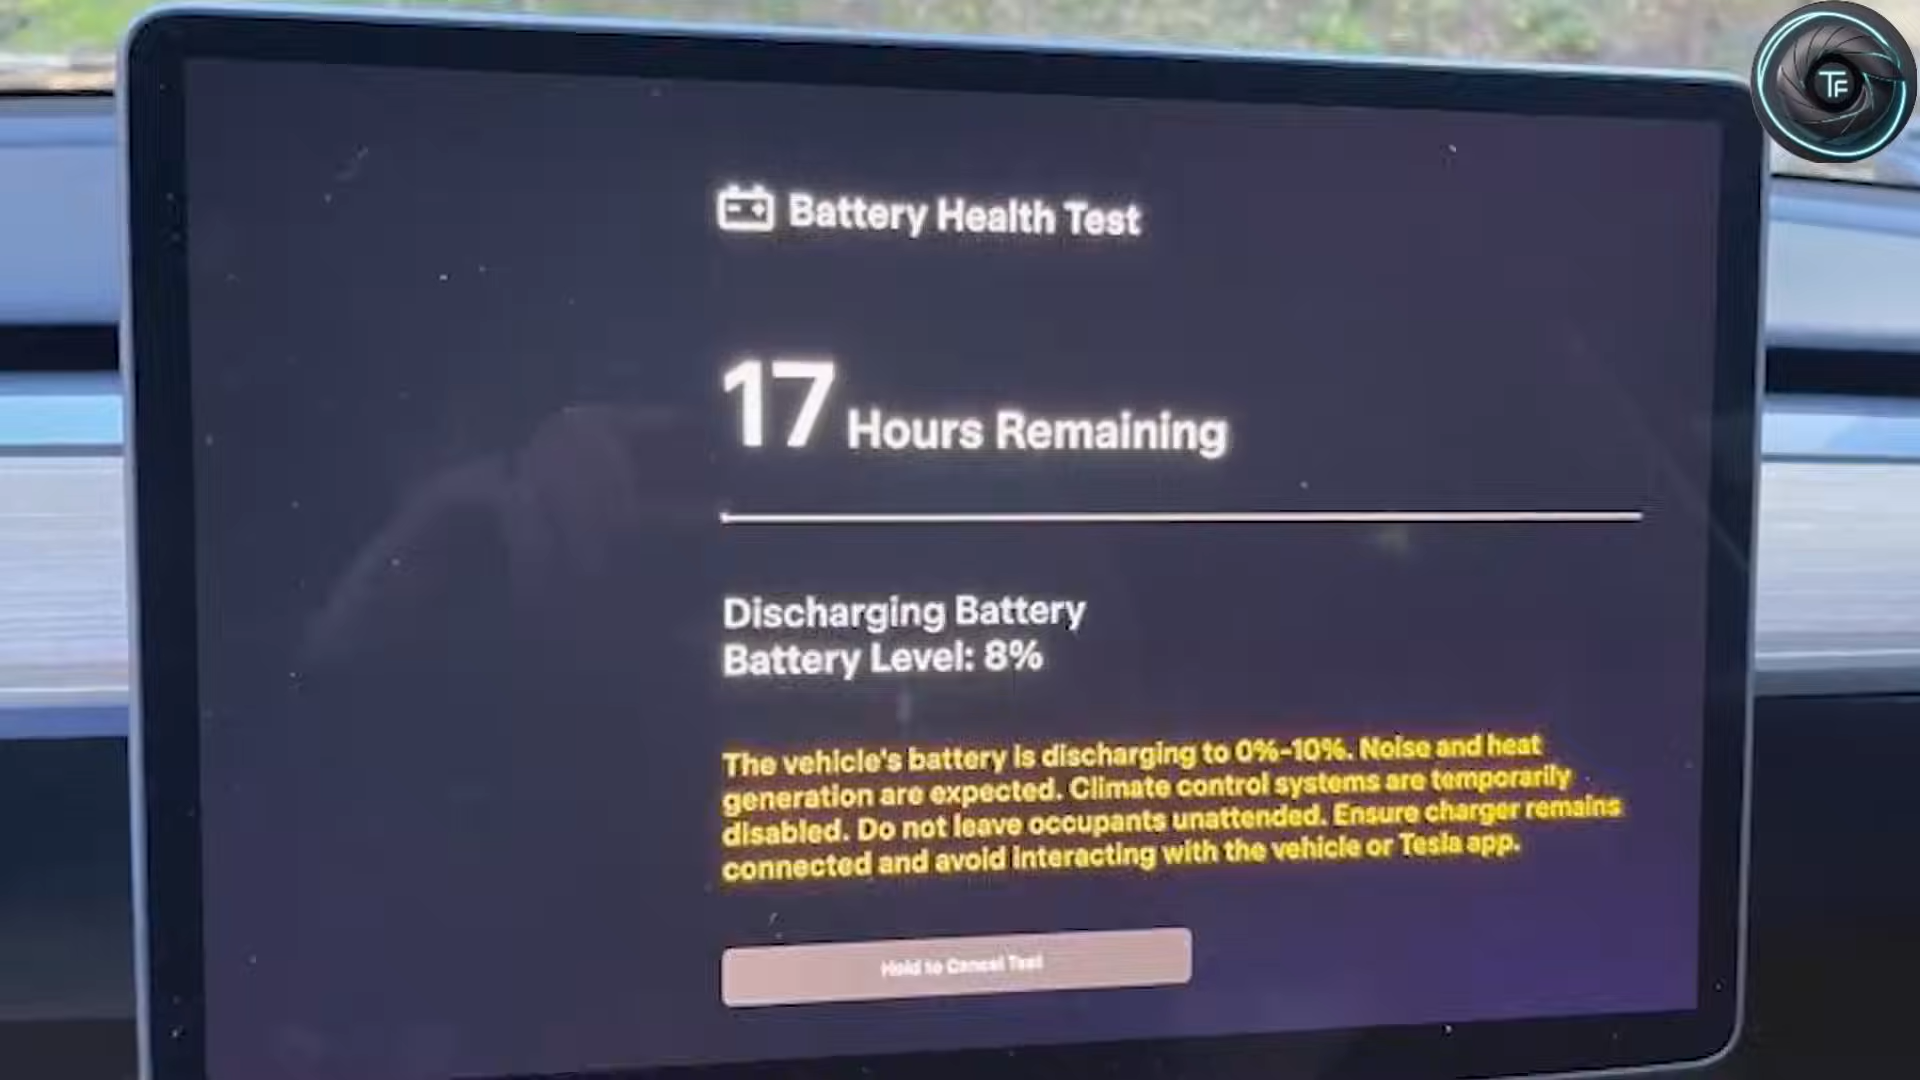 TF
Battery Health Test
17 Hours Remaining
Discharging Battery
Battery Level: 8%
The vehicle's battery is discharging to 0%-10%. Noise and heat
generation are expected. Climate control systems are temporarily
disabled. Do not leave occupants unattended. Ensure charger remains
connected and avoid interacting with the vehicle or Tesla app.
Hold to Cancel Test